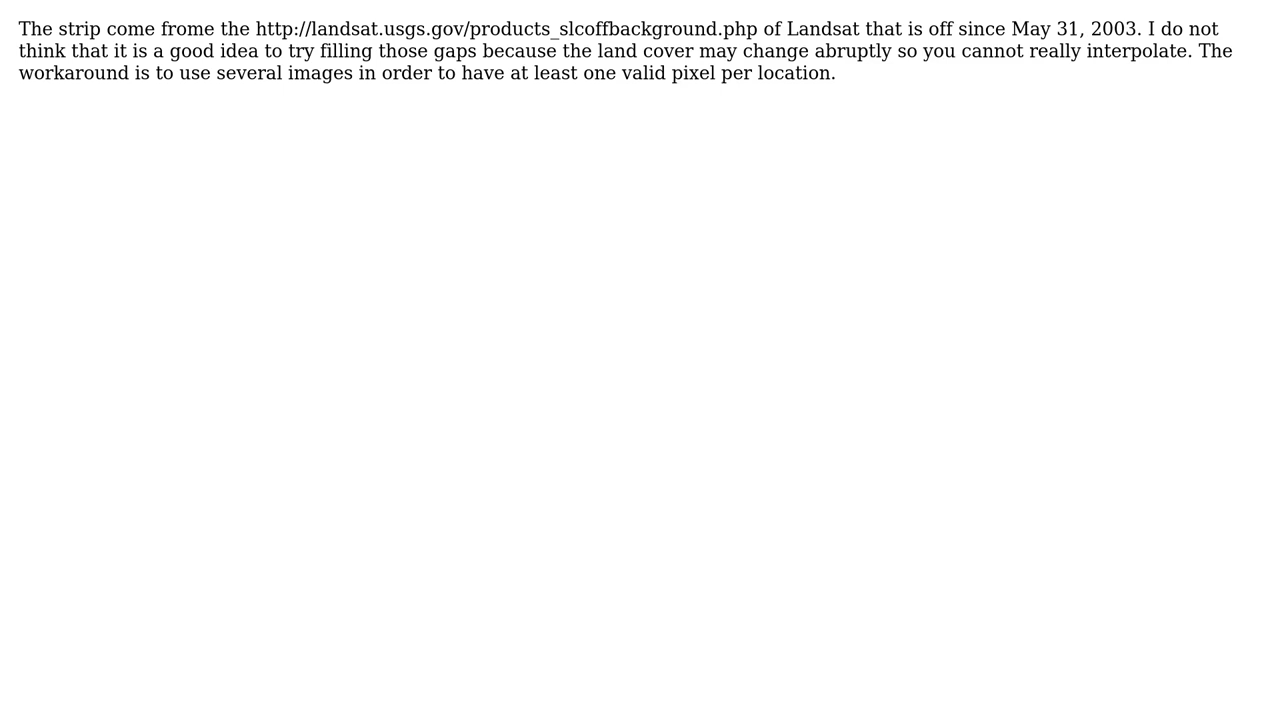 The strip come frome the http://landsat.usgs.gov/products_slcoffbackground.php of Landsat that is off since May 31, 2003. I do not
think that it is a good idea to try filling those gaps because the land cover may change abruptly so you cannot really interpolate. The
workaround is to use several images in order to have at least one valid pixel per location.